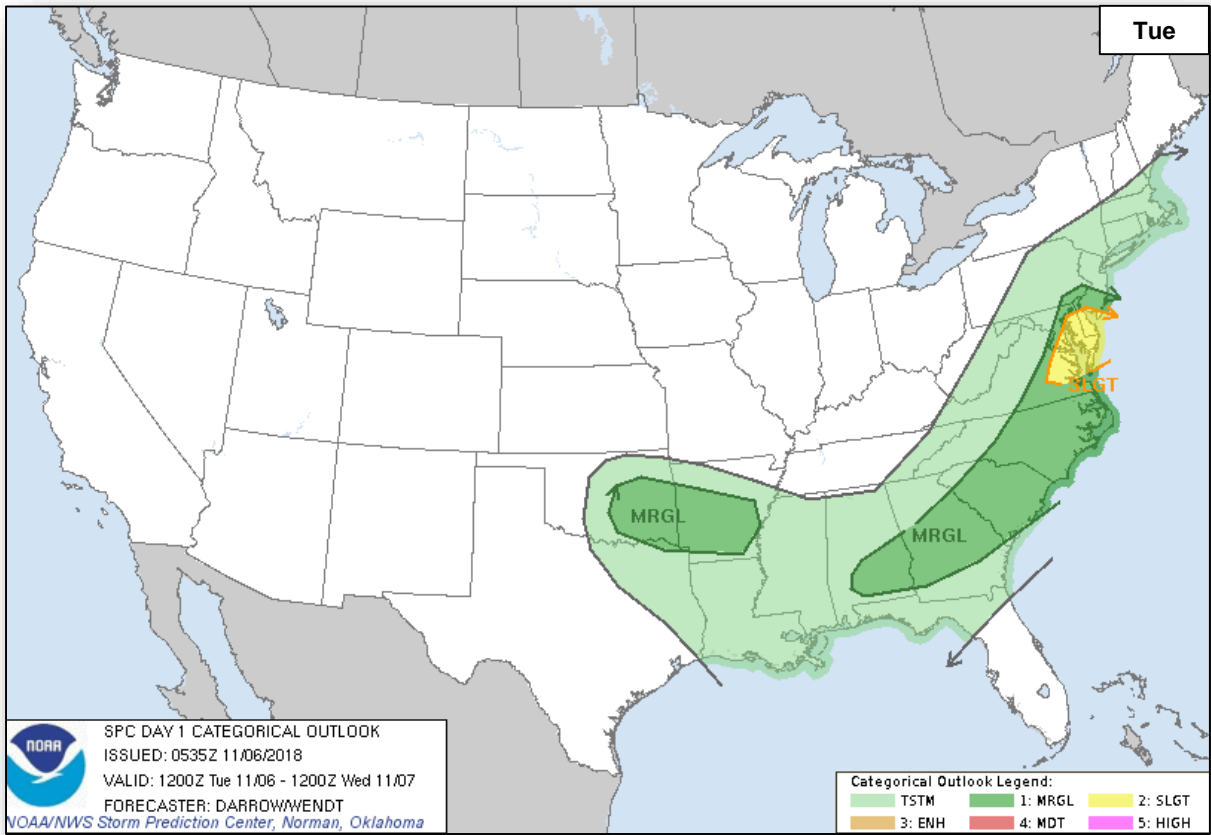 Tue
MRGL
MRGL
SLGT
NOAA
SPC DAY 1 CATEGORICAL OUTLOOK
ISSUED: 0535Z 11/06/2018
VALID: 1200Z Tue 11/06 - 1200Z Wed 11/07
FORECASTER: DARROW/WENDT
NOAA/NWS Storm Prediction Center, Norman, Oklahoma
Categorical Outlook Legend:
TSTM 1: MRGL 2: SLGT
3: ENH 4: MDT 5: HIGH